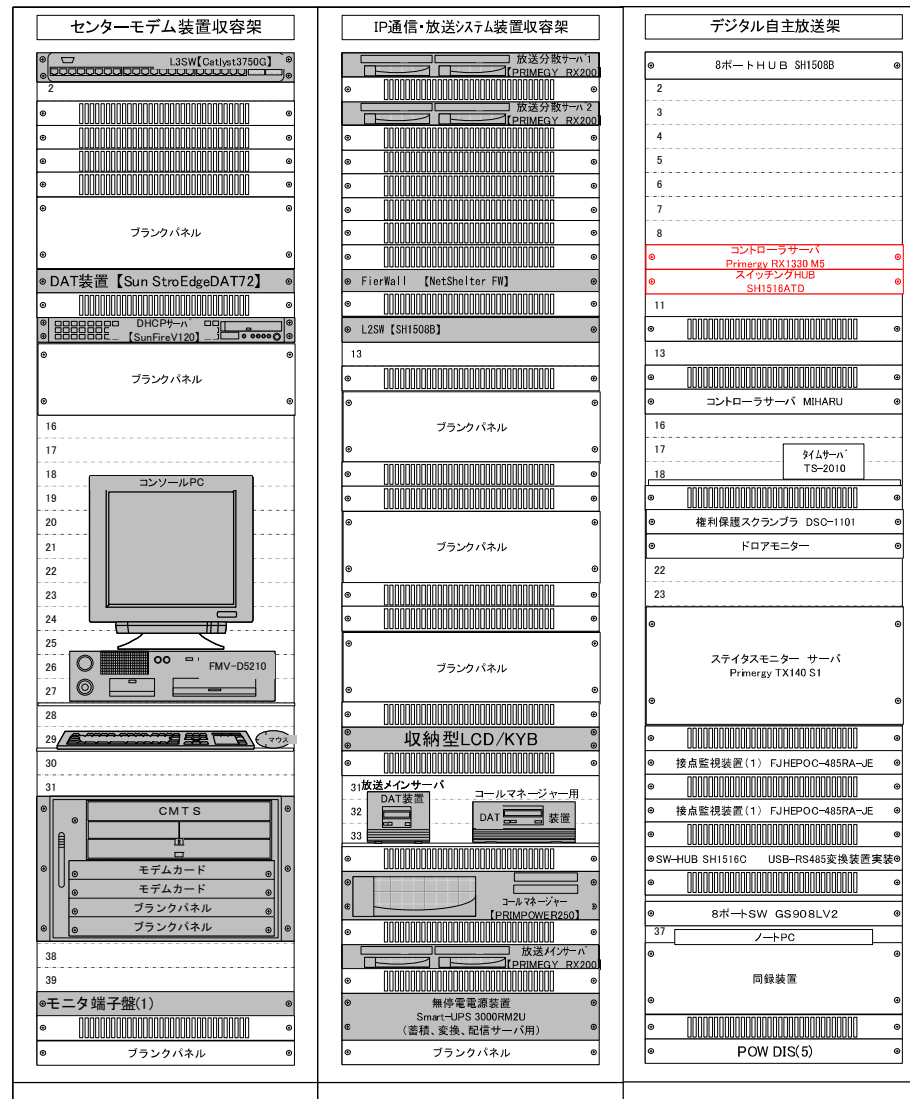 センターモデム装置収容架
L3SW【Catlyst3750G】
2
ブランクパネル
DAT装置【Sun StroEdgeDAT72】
DHCPサーバ
【SunFireV120】
ブランクパネル
16
17
18
コンソールPC
19
20
21
22
23
24
25
26
FMV-D5210
27
28
29
マウス
30
31
CMTS
モデムカード
モデムカード
ブランクパネル
ブランクパネル
38
39
モニタ端子盤(1)
ブランクパネル
IP通信・放送システム装置収容架
放送分散サーバ1
【PRIMEGY RX200】
放送分散サーバ2
【PRIMEGY RX200】
FierWall 【NetShelter FW】
L2SW【SH1508B】
13
ブランクパネル
ブランクパネル
ブランクパネル
収納型LCD/KYB
31
放送メインサーバ
DAT装置
コールマネージャー用
32
DAT 装置
33
コールマネージャー
【PRIMPOWER250】
放送メインサーバ
【PRIMEGY RX200】
無停電電源装置
Smart-UPS 3000RM2U
(蓄積、変換、配信サーバ用)
ブランクパネル
デジタル自主放送架
8ポートHUB SH1508B
2
3
4
5
6
7
8
コントローラサーバ
Primergy RX1330 M5
スイッチングHUB
SH1516ATD
11
13
コントローラサーバ MIHARU
16
17
タイムサーバ
TS-2010
18
権利保護スクランブラ DSC-1101
ドロアモニター
22
23
ステイタスモニター サーバ
Primergy TX140 S1
接点監視装置(1) FJHEPOC-485RA-JE
接点監視装置(1) FJHEPOC-485RA-JE
SW-HUB SH1516C USB-RS485変換装置実装
8ポートSW GS908LV2
37
ノートPC
同録装置
POW DIS(5)